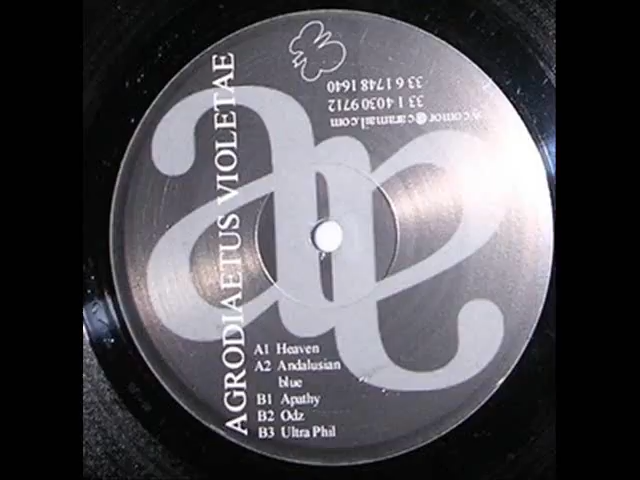 AGRODIAETUS VIOLETAE
A1 Heaven
A2 Andalusian
blue
B1 Apathy
B2 Odz
B3 Ultra Phil
33 1 4030 9712
33 6 1748 1640